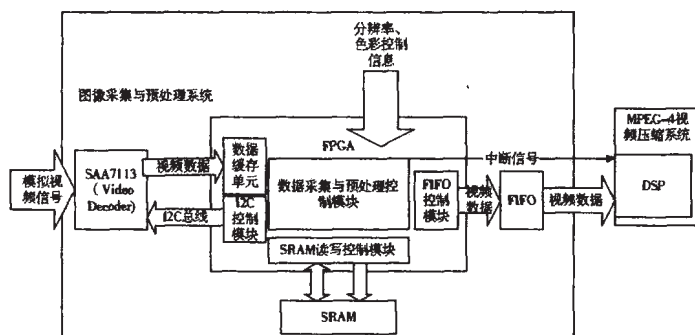 分辨率、
色彩控制
信息
图像采集与预处理系统
FPGA
MPEG-4视
频压缩系统
模拟视
频信号
SAA7113
( Video
Decoder)
视频数据
I2C总线
数据
缓存
单元
I2C控制
模块
数据采集与预处理控
制模块
SRAM读写控制模块
FIFO
控制
模块
中断信号
视频
数据
FIFO
视频数据
DSP
SRAM